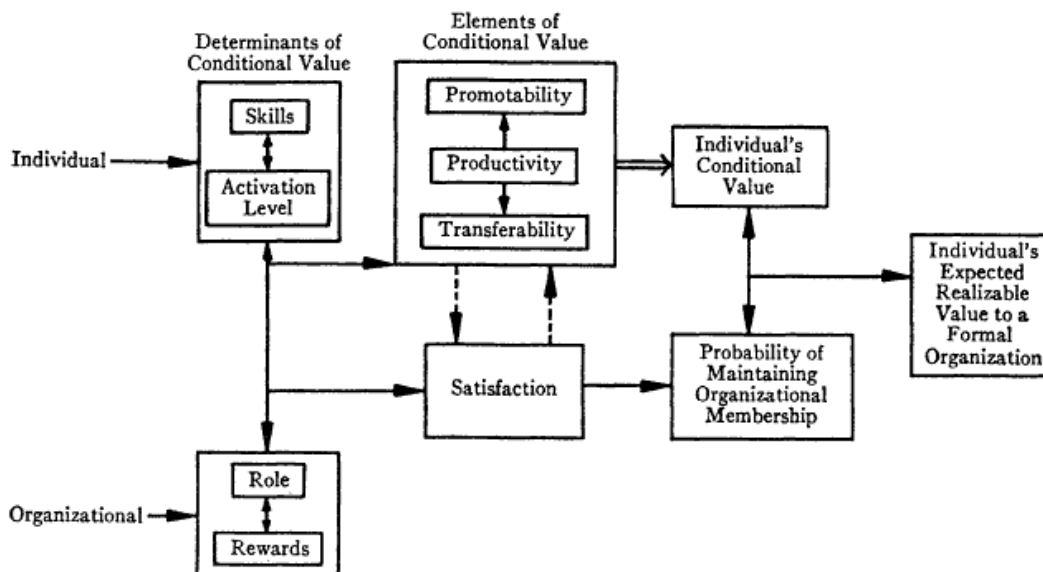 Elements of
Conditional Value
Determinants of
Conditional Value
Promotability
Skills
Individual
Productivity
Individual's
Conditional
Value
Activation
Level
Transferability
Individual's
Expected
Realizable
Value to a
Formal
Organization
Satisfaction
Probability of
Maintaining
Organizational
Membership
Role
Organizational
Rewards